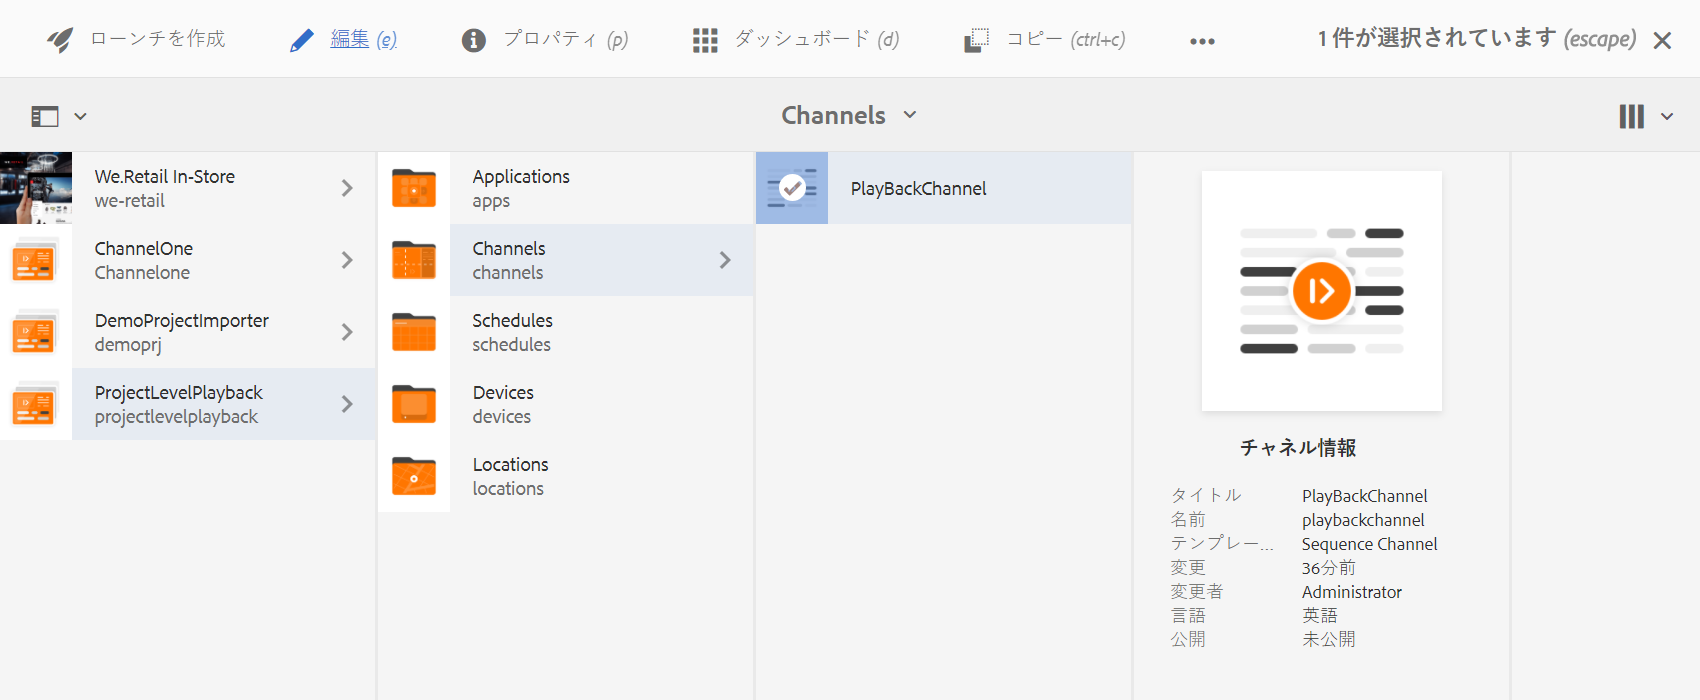 ローンチを作成 編集 (e) プロパティ (p) ダッシュボード (d) コピー (ctrl+c) 1 件が選択されています (escape)
Channels
We.Retail In-Store
we-retail
ChannelOne
Channelone
DemoProjectImporter
demoprj
ProjectLevelPlayback
projectlevelplayback
Applications
apps
Channels
channels
Schedules
schedules
Devices
devices
Locations
locations
PlayBackChannel
チャネル情報
タイトル PlayBackChannel
名前 playbackchannel
テンプレー... Sequence Channel
変更 36分前
変更者 Administrator
言語 英語
公開 未公開